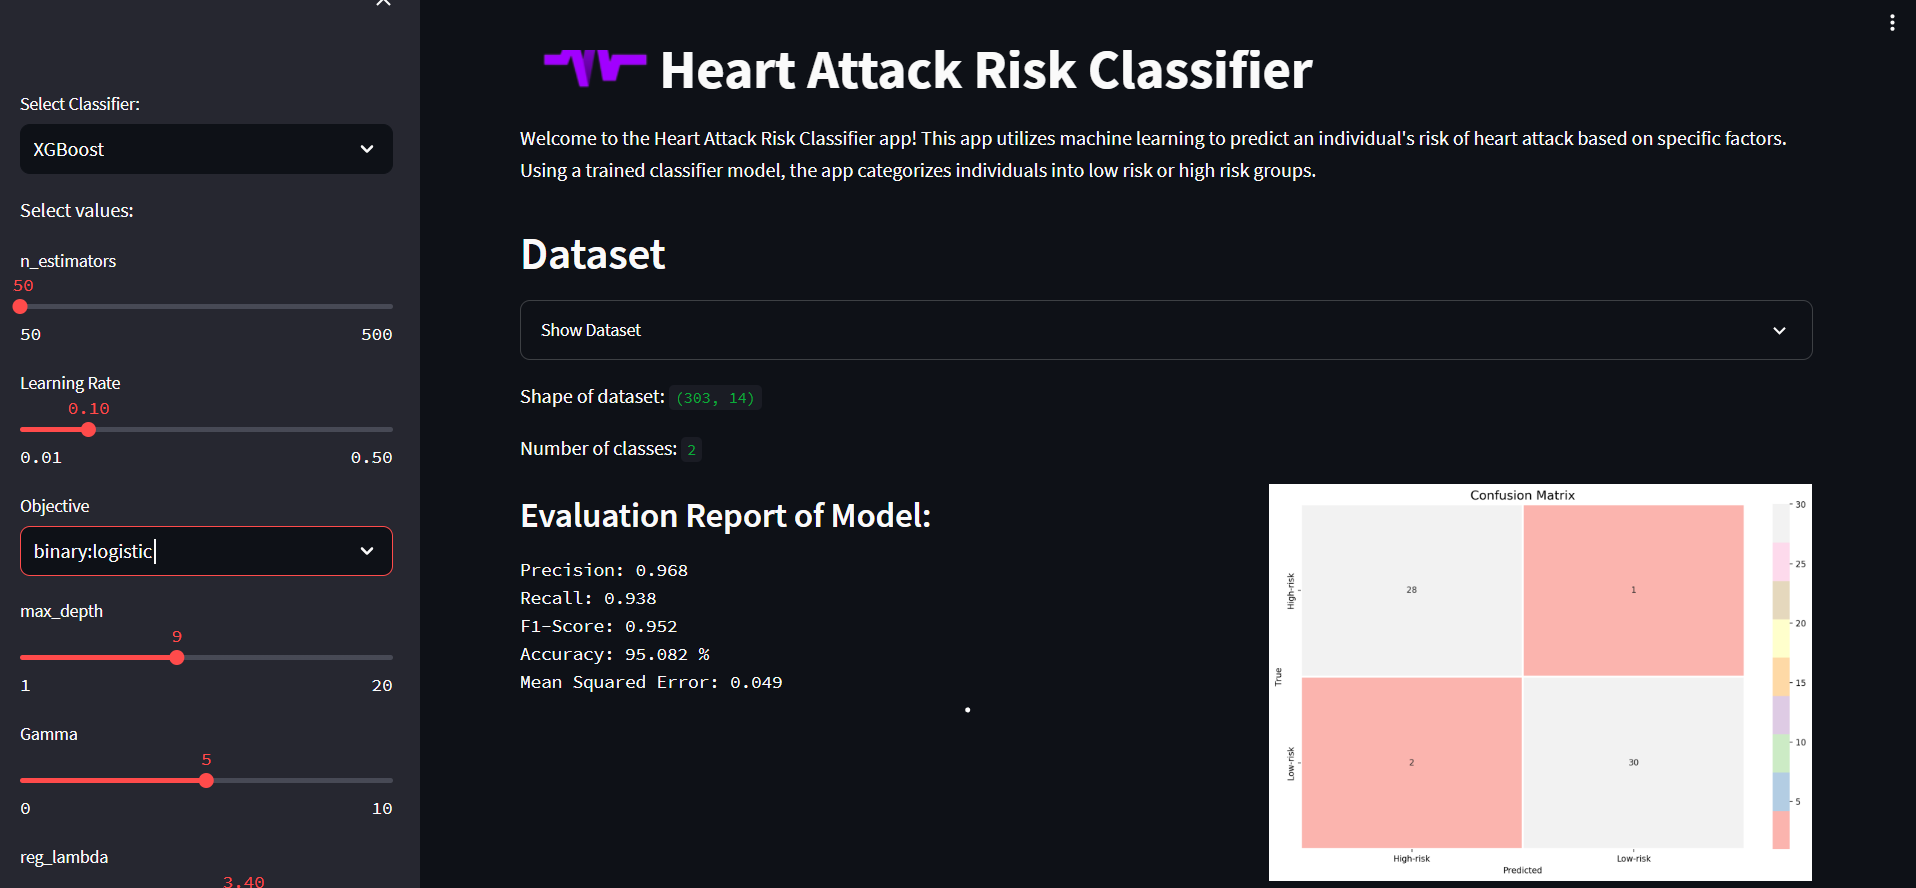 Select Classifier:
XGBoost
Select values:
n_estimators
50
50 500
Learning Rate
0.10
0.01 0.50
Objective
binary:logistic
max_depth
9
1 20
Gamma
5
0 10
reg_lambda
3.40
Heart Attack Risk Classifier
Welcome to the Heart Attack Risk Classifier app! This app utilizes machine learning to predict an individual's risk of heart attack based on specific factors.
Using a trained classifier model, the app categorizes individuals into low risk or high risk groups.
Dataset
Show Dataset
Shape of dataset: (303, 14)
Number of classes: 2
Evaluation Report of Model:
Precision: 0.968
Recall: 0.938
F1-Score: 0.952
Accuracy: 95.082 %
Mean Squared Error: 0.049
Confusion Matrix
True
High-risk
28 1
Low-risk
2 30
High-risk Low-risk
Predicted
30
25
20
15
10
5